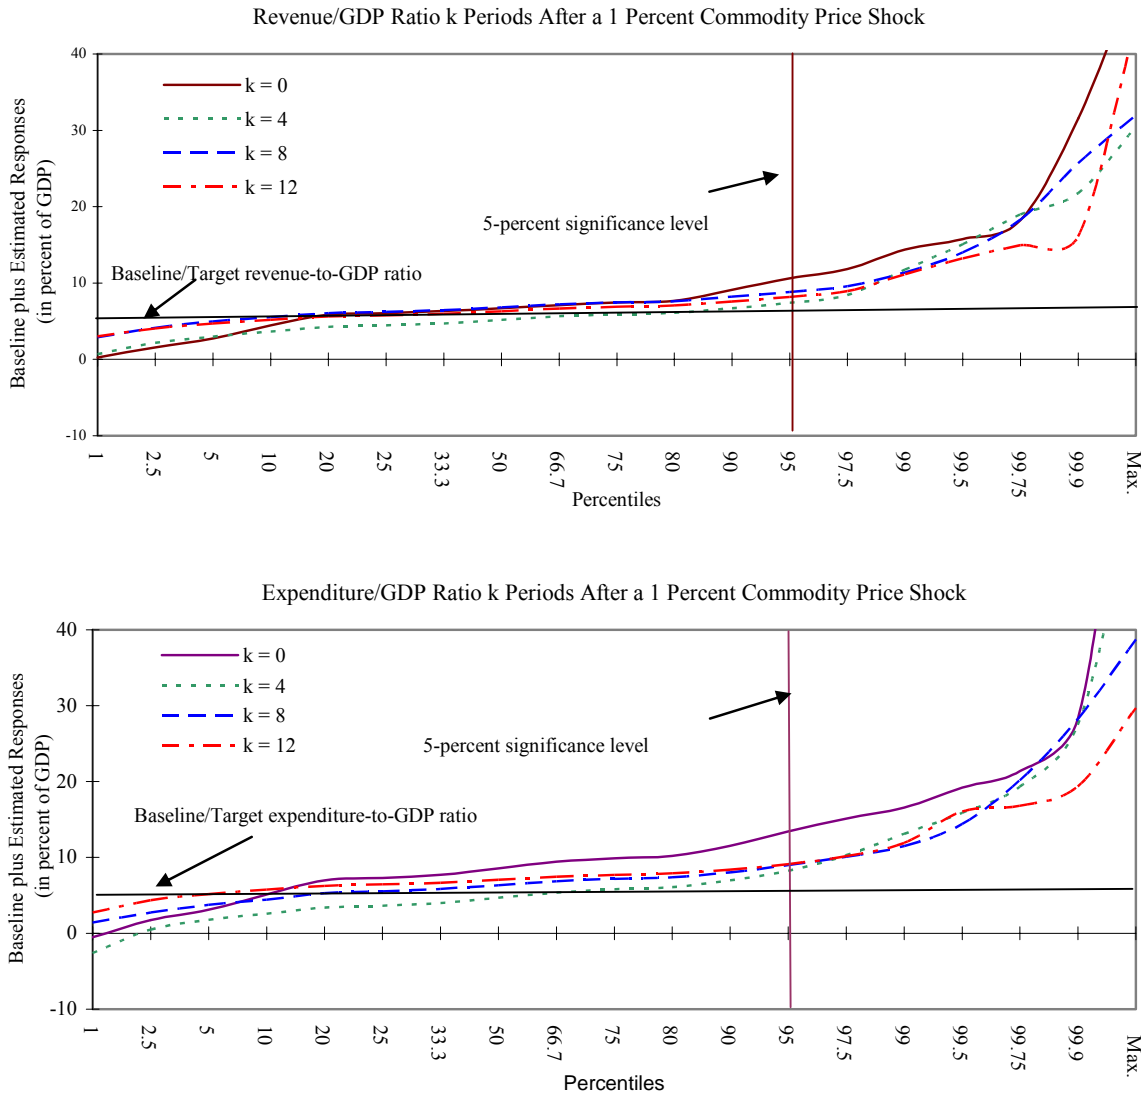 Revenue/GDP Ratio k Periods After a 1 Percent Commodity Price Shock
Baseline plus Estimated Responses
(in percent of GDP)
40
30
20
10
0
-10
k = 0
k = 4
k = 8
k = 12
5-percent significance level
Baseline/Target revenue-to-GDP ratio
1
2.5
5
10
20
25
33.3
50
66.7
75
80
90
95
97.5
99
99.5
99.75
99.9
Max.
Percentiles
Expenditure/GDP Ratio k Periods After a 1 Percent Commodity Price Shock
Baseline plus Estimated Responses
(in percent of GDP)
40
30
20
10
0
-10
k = 0
k = 4
k = 8
k = 12
5-percent significance level
Baseline/Target expenditure-to-GDP ratio
1
2.5
5
10
20
25
33.3
50
66.7
75
80
90
95
97.5
99
99.5
99.75
99.9
Max.
Percentiles